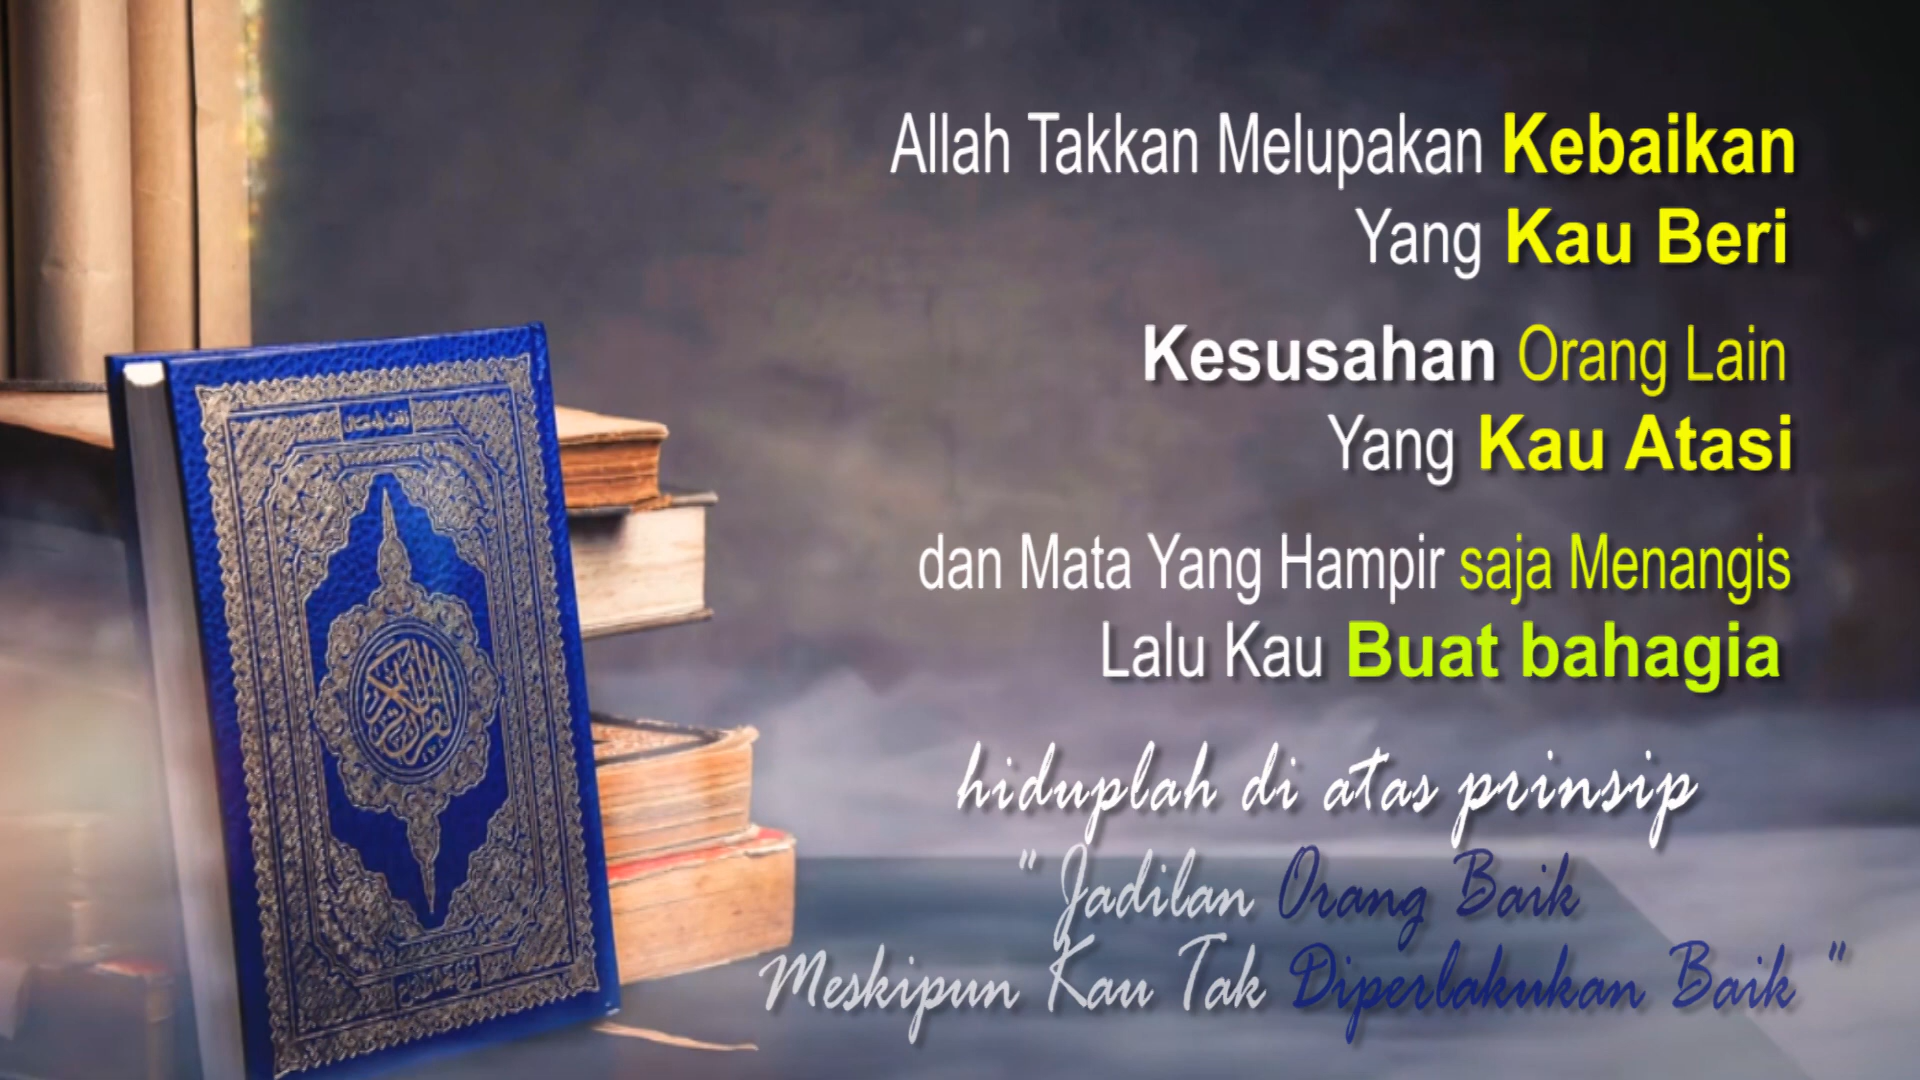 Allah Takkan Melupakan Kebaikan
Yang Kau Beri
Kesusahan Orang Lain
Yang Kau Atasi
dan Mata Yang Hampir saja Menangis
Lalu Kau Buat bahagia
hiduplah di atas prinsip
" Jadilan Orang Baik
Meskipun Kau Tak Diperlakukan Baik "